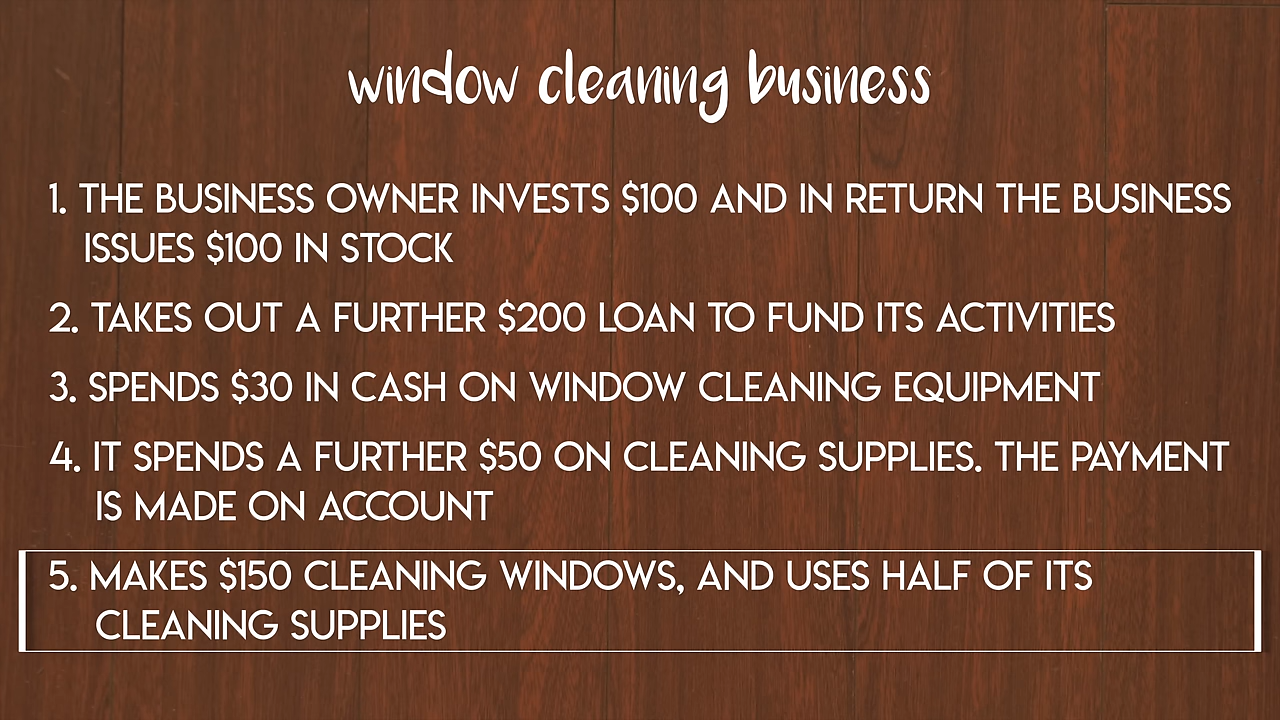 window cleaning business
1. THE BUSINESS OWNER INVESTS $100 AND IN RETURN THE BUSINESS
ISSUES $100 IN STOCK
2. TAKES OUT A FURTHER $200 LOAN TO FUND ITS ACTIVITIES
3. SPENDS $30 IN CASH ON WINDOW CLEANING EQUIPMENT
4. IT SPENDS A FURTHER $50 ON CLEANING SUPPLIES. THE PAYMENT
IS MADE ON ACCOUNT
5. MAKES $150 CLEANING WINDOWS, AND USES HALF OF ITS
CLEANING SUPPLIES